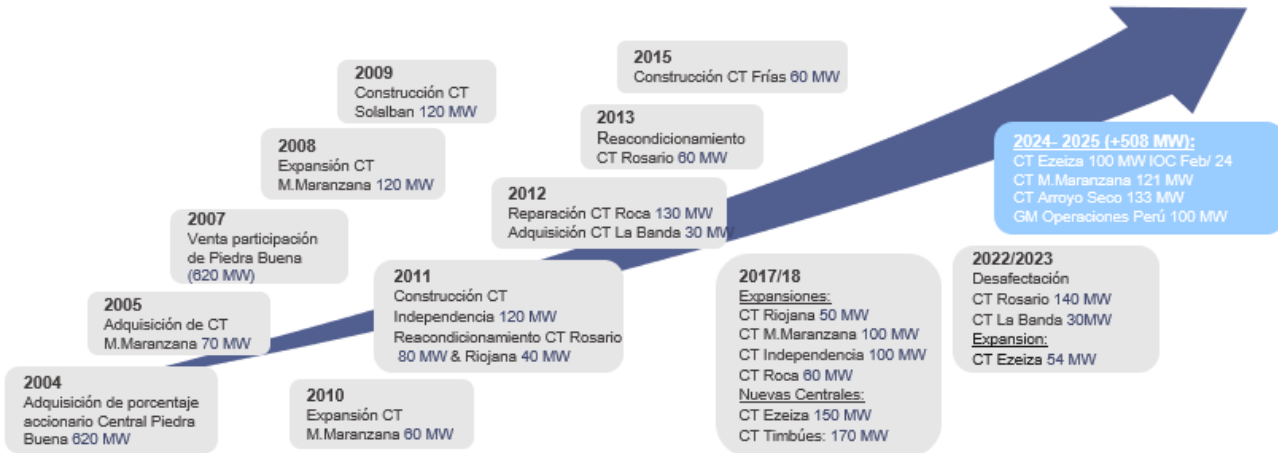 2004
Adquisición de porcentaje
accionario Central Piedra
Buena 620 MW
2005
Adquisición de CT
M.Maranzana 70 MW
2007
Venta participación
de Piedra Buena
(620 MW)
2008
Expansión CT
M.Maranzana 120 MW
2009
Construcción CT
Solalban 120 MW
2010
Expansión CT
M.Maranzana 60 MW
2011
Construcción CT
Independencia 120 MW
Reacondicionamiento CT Rosario
80 MW & Riojana 40 MW
2012
Reparación CT Roca 130 MW
Adquisición CT La Banda 30 MW
2013
Reacondicionamiento
CT Rosario 60 MW
2015
Construcción CT Frías 60 MW
2017/18
Expansiones:
CT Riojana 50 MW
CT M.Maranzana 100 MW
CT Independencia 100 MW
CT Roca 60 MW
Nuevas Centrales:
CT Ezeiza 150 MW
CT Timbúes: 170 MW
2022/2023
Desafectación
CT Rosario 140 MW
CT La Banda 30MW
Expansion:
CT Ezeiza 54 MW
2024- 2025 (+508 MW):
CT Ezeiza 100 MW IOC Feb/ 24
CT M.Maranzana 121 MW
CT Arroyo Seco 133 MW
GM Operaciones Perú 100 MW